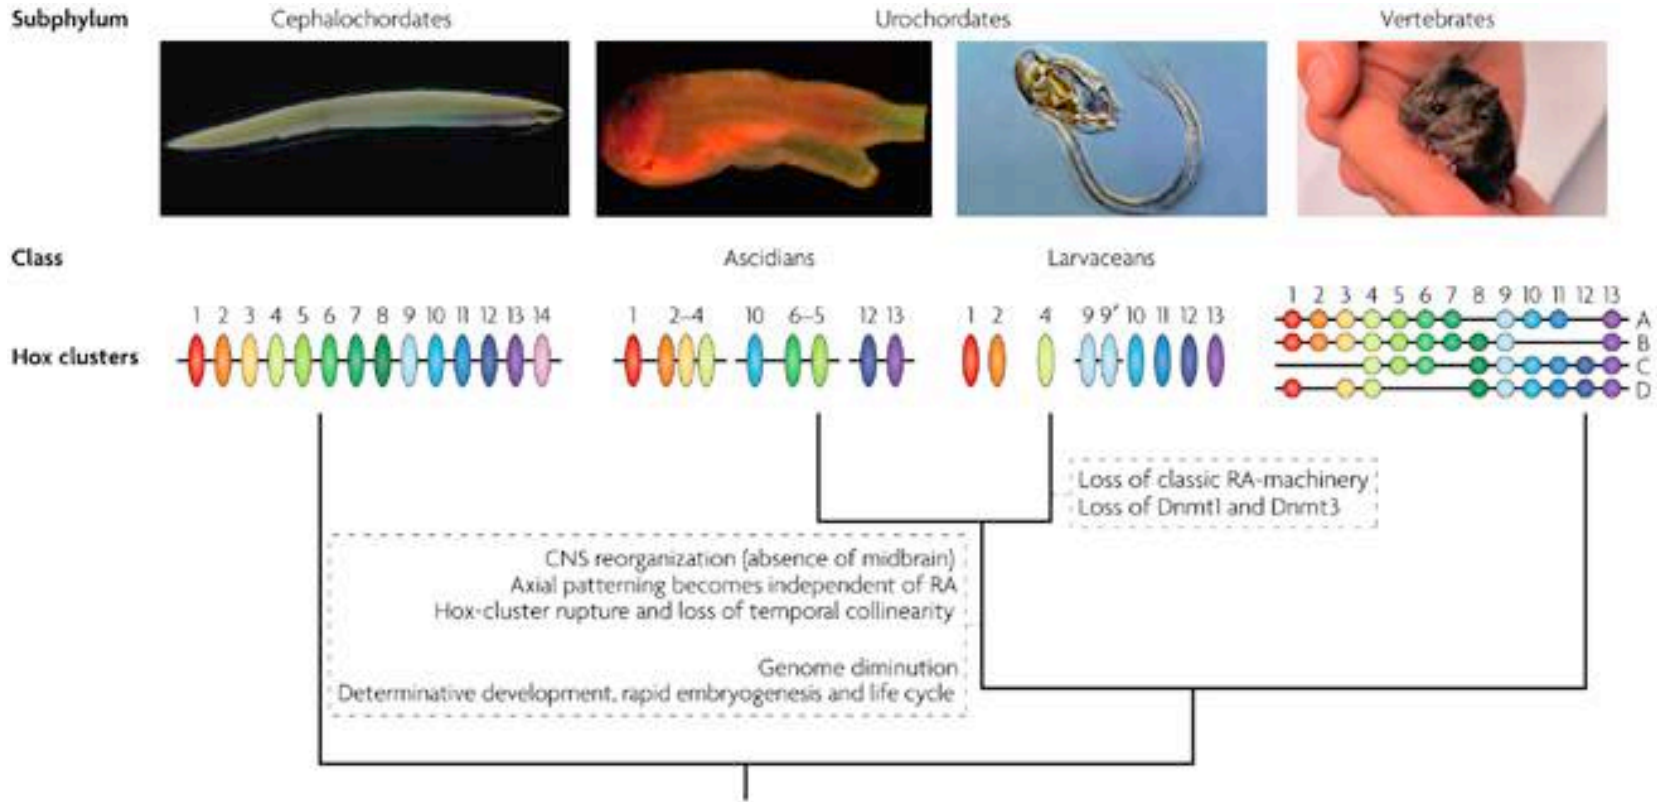 Subphylum Cephalochordates Urochordates Vertebrates
Class Ascidians Larvaceans
1 2 3 4 5 6 7 8 9 10 11 12 13
1 2 3 4 5 6 7 8 9 10 11 12 13 14 1 2–4 10 6–5 12 13 1 2 4 9 9′ 10 11 12 13
A
B
Hox clusters
C
D
Loss of classic RA-machinery
Loss of Dnmt1 and Dnmt3
CNS reorganization (absence of midbrain)
Axial patterning becomes independent of RA
Hox-cluster rupture and loss of temporal collinearity
Genome diminution
Determinative development, rapid embryogenesis and life cycle